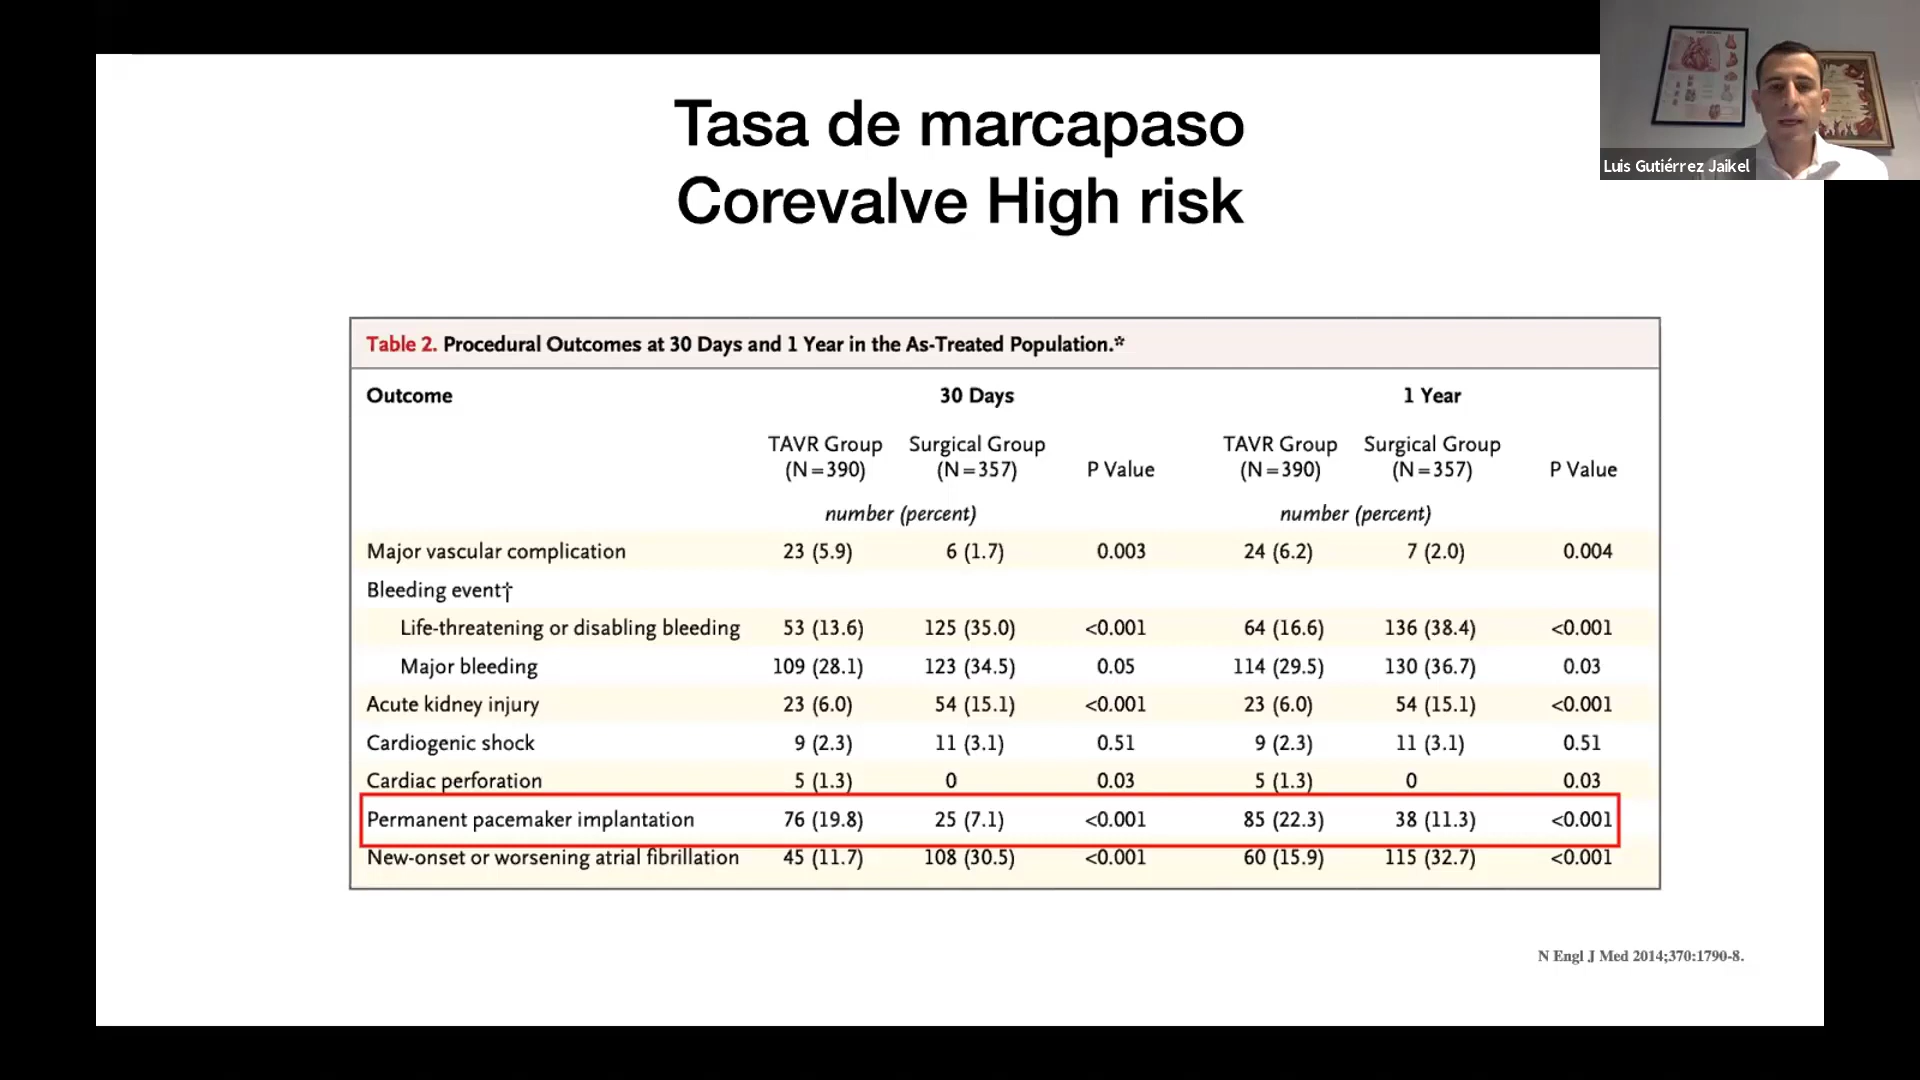 Tasa de marcapaso
Corevalve High risk
Luis Gutiérrez Jaikel
Table 2. Procedural Outcomes at 30 Days and 1 Year in the As-Treated Population.*
Outcome 30 Days 1 Year
TAVR Group (N=390) Surgical Group (N=357) P Value TAVR Group (N=390) Surgical Group (N=357) P Value
number (percent) number (percent)
Major vascular complication 23 (5.9) 6 (1.7) 0.003 24 (6.2) 7 (2.0) 0.004
Bleeding event†
Life-threatening or disabling bleeding 53 (13.6) 125 (35.0) <0.001 64 (16.6) 136 (38.4) <0.001
Major bleeding 109 (28.1) 123 (34.5) 0.05 114 (29.5) 130 (36.7) 0.03
Acute kidney injury 23 (6.0) 54 (15.1) <0.001 23 (6.0) 54 (15.1) <0.001
Cardiogenic shock 9 (2.3) 11 (3.1) 0.51 9 (2.3) 11 (3.1) 0.51
Cardiac perforation 5 (1.3) 0 0.03 5 (1.3) 0 0.03
Permanent pacemaker implantation 76 (19.8) 25 (7.1) <0.001 85 (22.3) 38 (11.3) <0.001
New-onset or worsening atrial fibrillation 45 (11.7) 108 (30.5) <0.001 60 (15.9) 115 (32.7) <0.001
N Engl J Med 2014;370:1790-8.